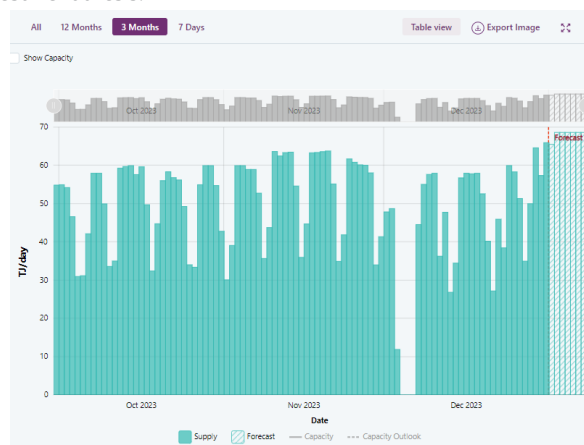 All 12 Months 3 Months 7 Days Table view Export Image
Show Capacity
Oct 2023 Nov 2023 Dec 2023
70
Forecast
60
50
40
30
20
10
0
TJ/day
Oct 2023 Nov 2023 Dec 2023
Date
Supply Forecast Capacity Capacity Outlook